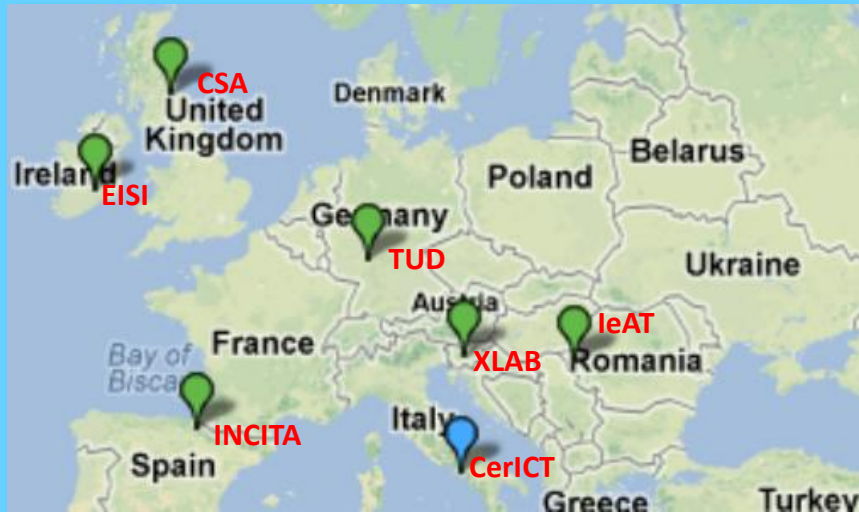 CSA
Denmark
United
Kingdom
Belarus
Ireland
Poland
EISI
Germany
TUD
Ukraine
Austria
IeAT
France
XLAB
Romania
Bay of
Bisca
Italy
INCITA
Spain
CerICT
Greece
Turkey